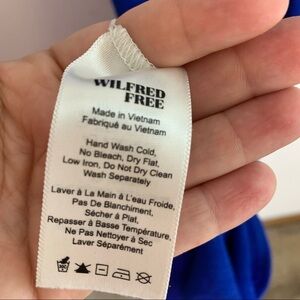 WILFRED
FREE
Made in Vietnam
Fabriqué au Vietnam
Hand Wash Cold,
No Bleach, Dry Flat,
Low Iron, Do Not Dry Clean
Wash Separately
Laver à La Main à L'eau Froide,
Pas De Blanchiment,
Sécher à Plat,
Repasser à Basse Température,
Ne Pas Nettoyer à Sec
Laver Séparément